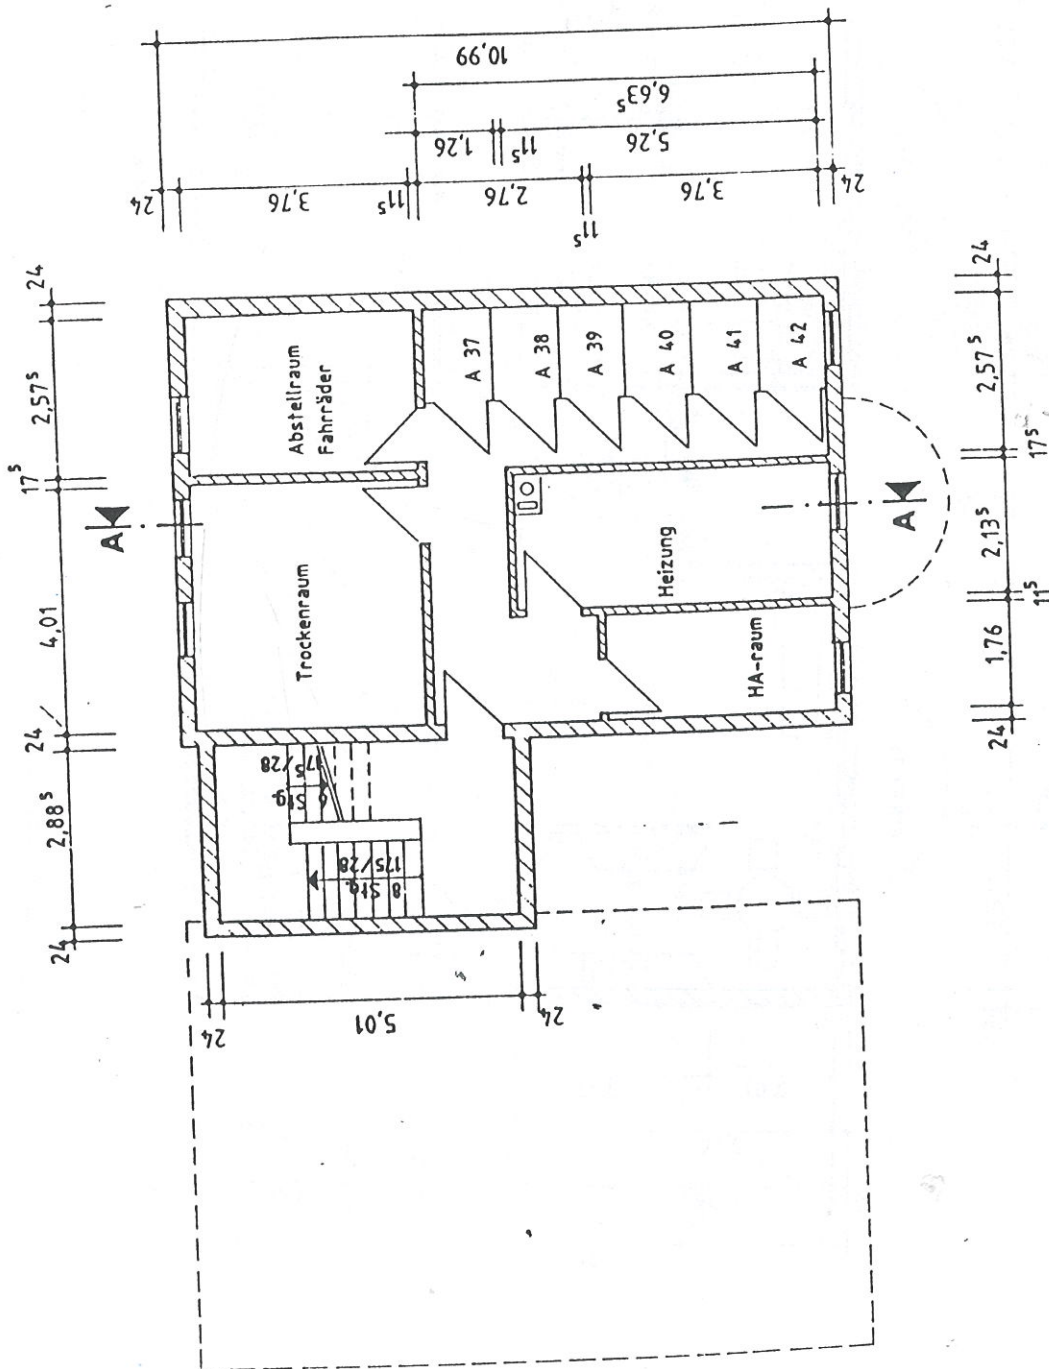 10,99
6,63⁵
1,26
11⁵
5,26
24
3,76
11⁵
2,76
11⁵
3,76
24
24
2,57⁵
17⁵
4,01
24
2,88⁵
24
A
Abstellraum
Fahrräder
Trockenraum
A 37
A 38
A 39
A 40
A 41
A 42
Heizung
HA-raum
A
6 Stg.
17⁵/28
8 Stg.
175/28
24
5,01
24
24
2,57⁵
17⁵
2,13⁵
11⁵
1,76
24